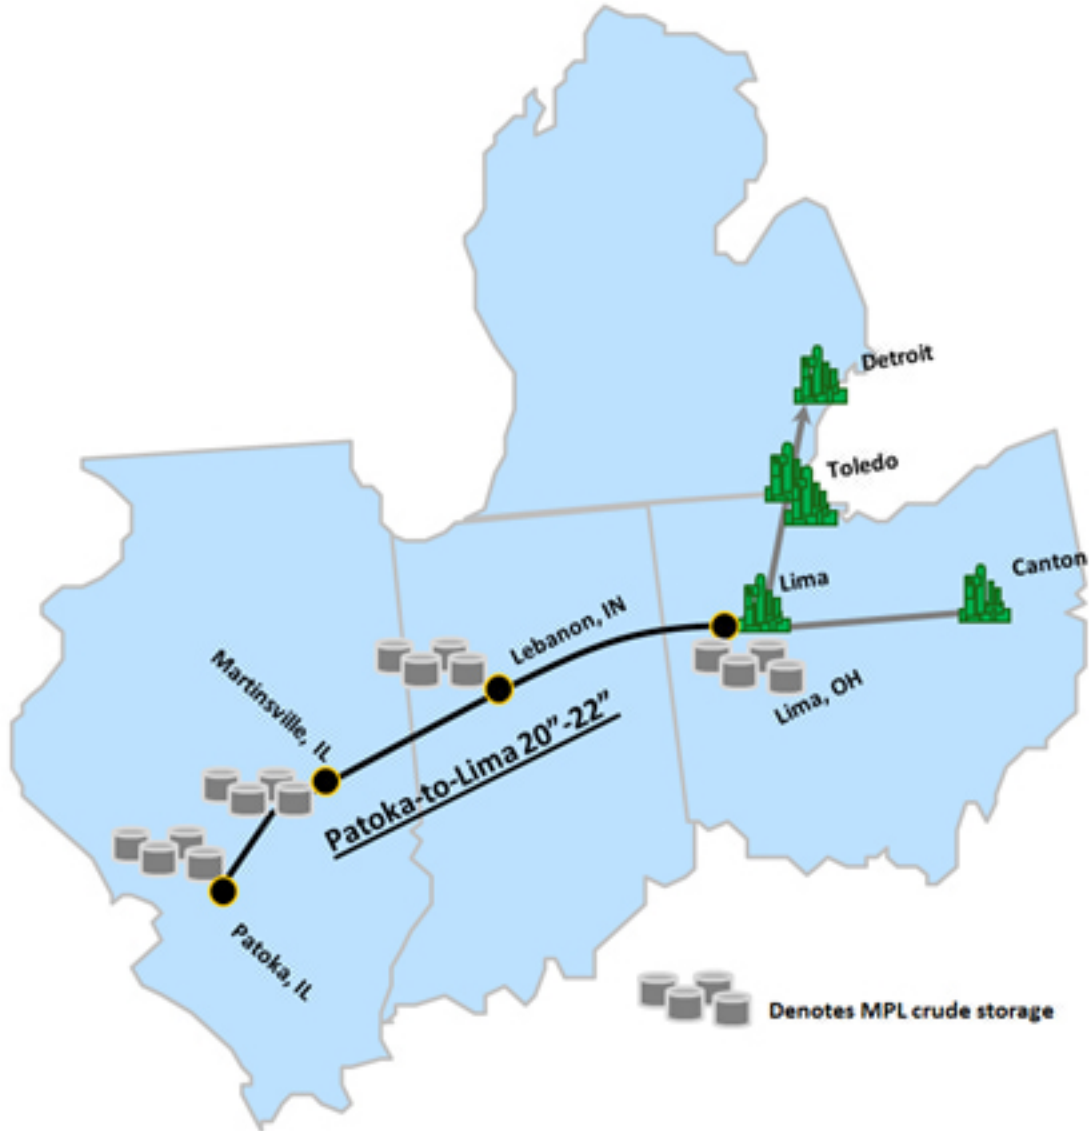 Detroit
Toledo
Canton
Lima
Lebanon, IN
Martinsville, IL
Lima, OH
Patoka-to-Lima 20”-22”
Patoka, IL
Denotes MPL crude storage